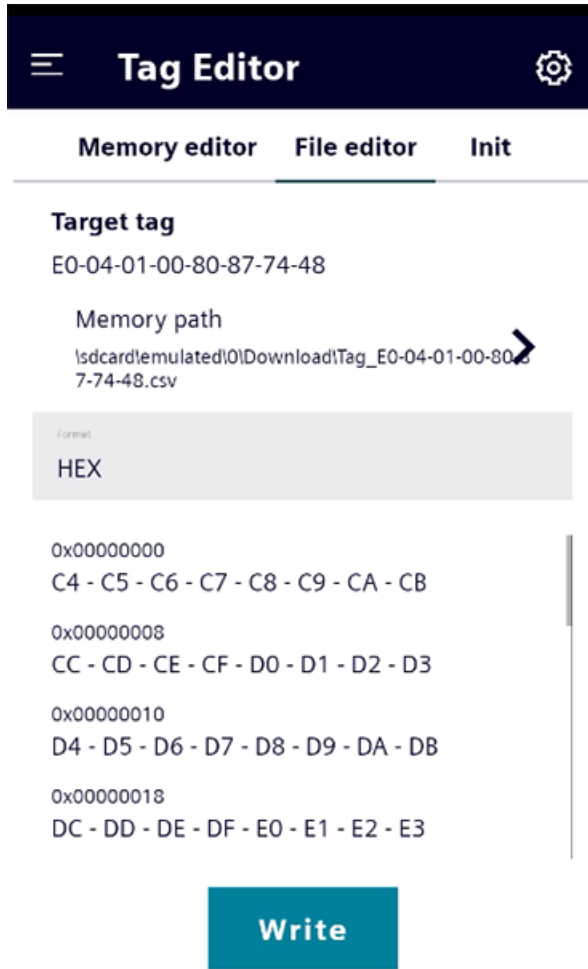 Tag Editor
Memory editor File editor Init
Target tag
E0-04-01-00-80-87-74-48
Memory path
\sdcard\emulated\0\Download\Tag_E0-04-01-00-80-8
7-74-48.csv
Format
HEX
0x00000000
C4 - C5 - C6 - C7 - C8 - C9 - CA - CB
0x00000008
CC - CD - CE - CF - D0 - D1 - D2 - D3
0x00000010
D4 - D5 - D6 - D7 - D8 - D9 - DA - DB
0x00000018
DC - DD - DE - DF - E0 - E1 - E2 - E3
Write